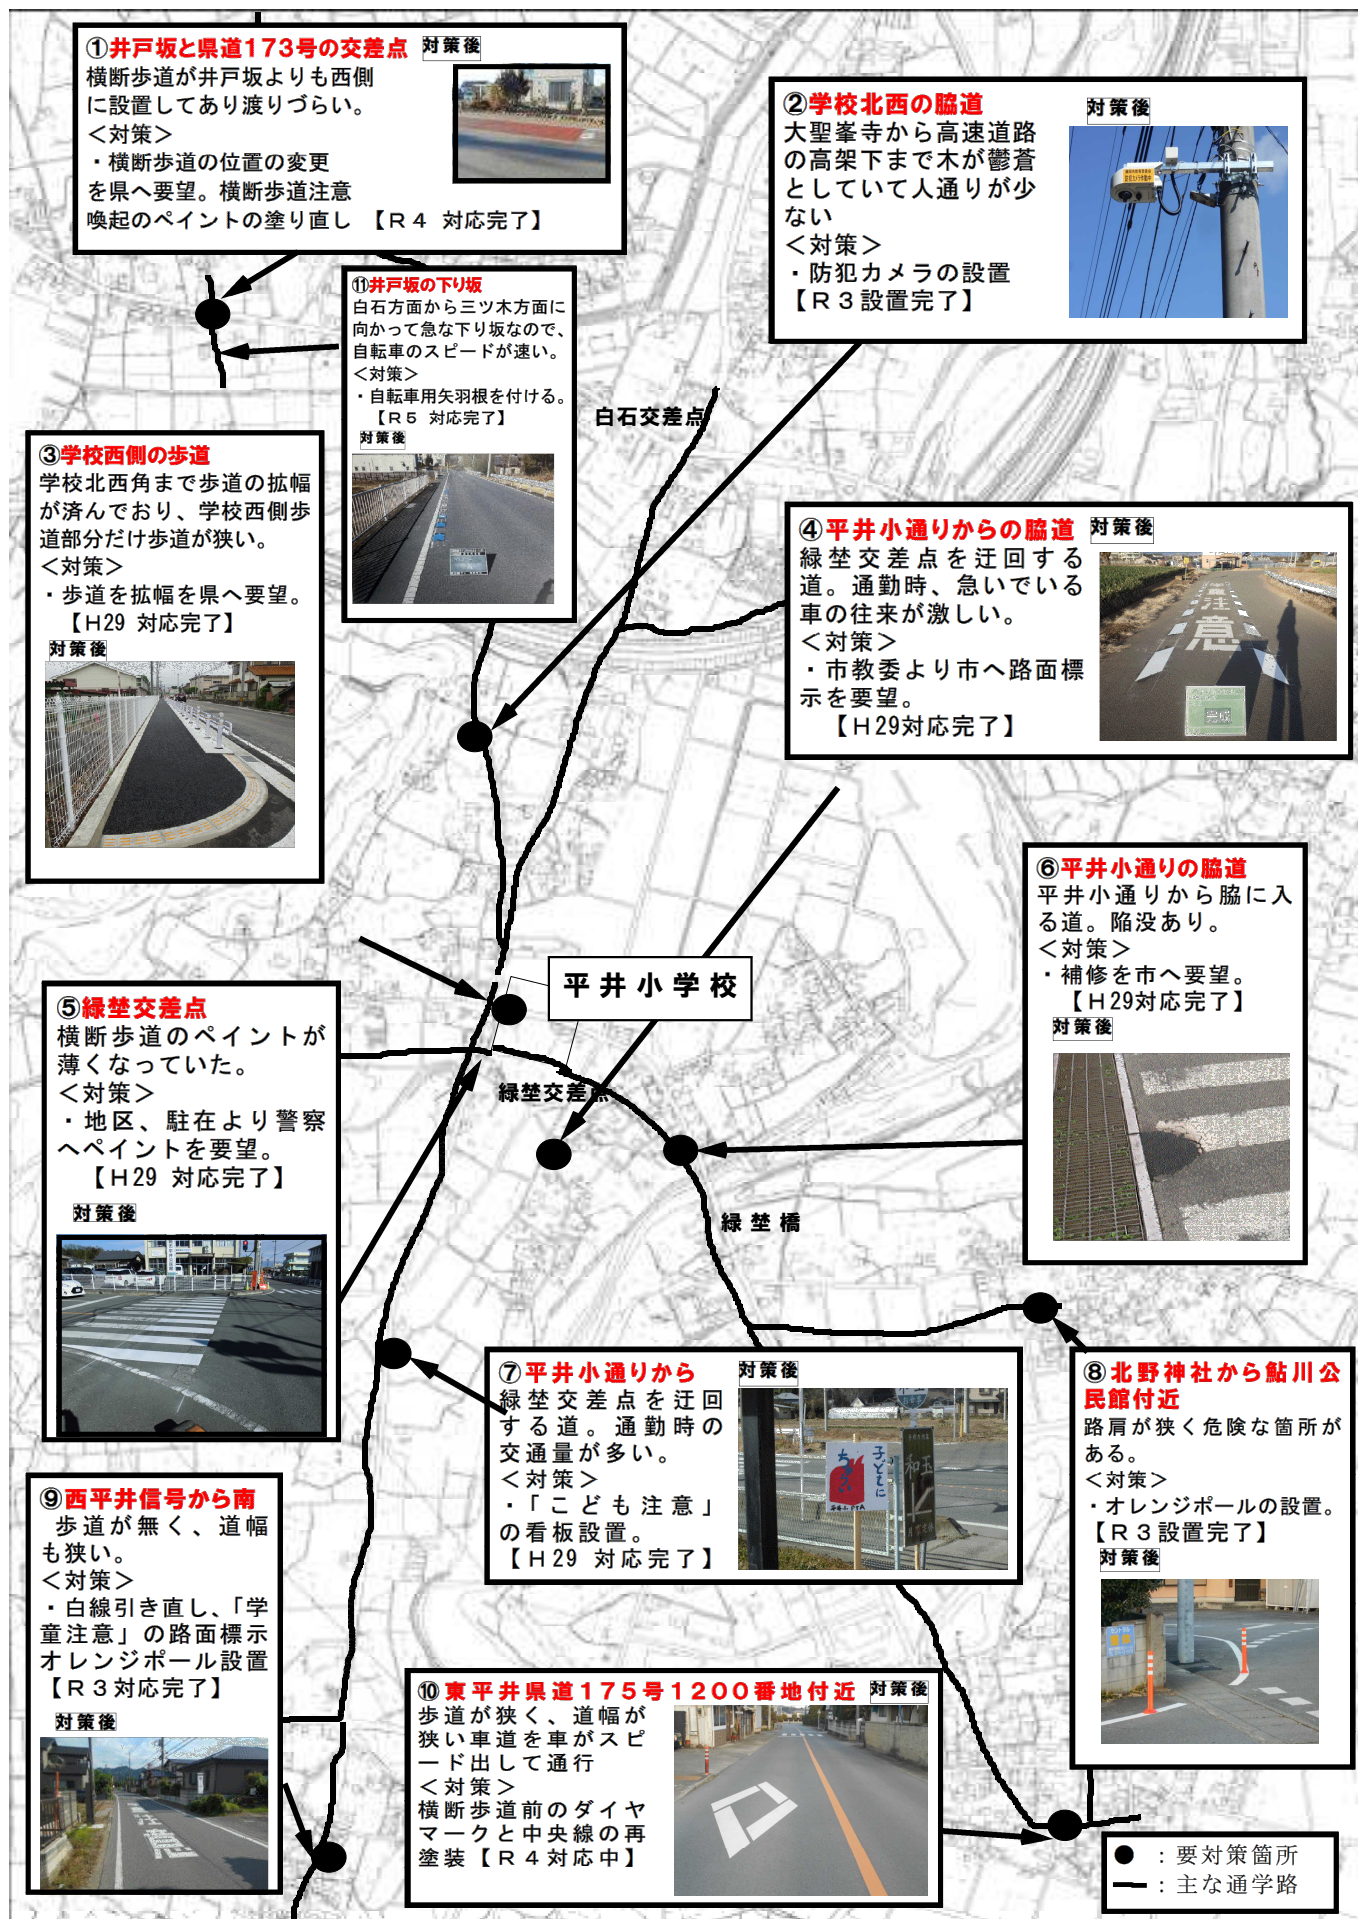 ①井戸坂と県道173号の交差点
対策後
横断歩道が井戸坂よりも西側
に設置してあり渡りづらい。
＜対策＞
・横断歩道の位置の変更
を県へ要望。横断歩道注意
喚起のペイントの塗り直し 【Ｒ４ 対応完了】
②学校北西の脇道
対策後
大聖峯寺から高速道路
の高架下まで木が鬱蒼
としていて人通りが少
ない
＜対策＞
・防犯カメラの設置
【Ｒ３設置完了】
⑪井戸坂の下り坂
白石方面から三ツ木方面に
向かって急な下り坂なので、
自転車のスピードが速い。
＜対策＞
・自転車用矢羽根を付ける。
【Ｒ５ 対応完了】
対策後
白石交差点
③学校西側の歩道
学校北西角まで歩道の拡幅
が済んでおり、学校西側歩
道部分だけ歩道が狭い。
＜対策＞
・歩道を拡幅を県へ要望。
【Ｈ29 対応完了】
対策後
④平井小通りからの脇道
対策後
緑埜交差点を迂回する
道。通勤時、急いでいる
車の往来が激しい。
＜対策＞
・市教委より市へ路面標
示を要望。
【Ｈ29対応完了】
注
意
完成
⑥平井小通りの脇道
平井小通りから脇に入
る道。陥没あり。
＜対策＞
・補修を市へ要望。
【Ｈ29対応完了】
対策後
平井小学校
⑤緑埜交差点
横断歩道のペイントが
薄くなっていた。
＜対策＞
・地区、駐在より警察
へペイントを要望。
【Ｈ29 対応完了】
対策後
緑埜交差点
緑埜橋
⑦平井小通りから
対策後
緑埜交差点を迂回
する道。通勤時の
交通量が多い。
＜対策＞
・「こども注意」
の看板設置。
【Ｈ29 対応完了】
子どもに
ちゅうい
和玉
⑧北野神社から鮎川公
民館付近
路肩が狭く危険な箇所が
ある。
＜対策＞
・オレンジポールの設置。
【Ｒ３設置完了】
対策後
⑨西平井信号から南
歩道が無く、道幅
も狭い。
＜対策＞
・白線引き直し、「学
童注意」の路面標示
オレンジポール設置
【Ｒ３対応完了】
対策後
⑩東平井県道175号1200番地付近
対策後
歩道が狭く、道幅が
狭い車道を車がスピ
ード出して通行
＜対策＞
横断歩道前のダイヤ
マークと中央線の再
塗装【Ｒ４対応中】
●：要対策箇所
：主な通学路